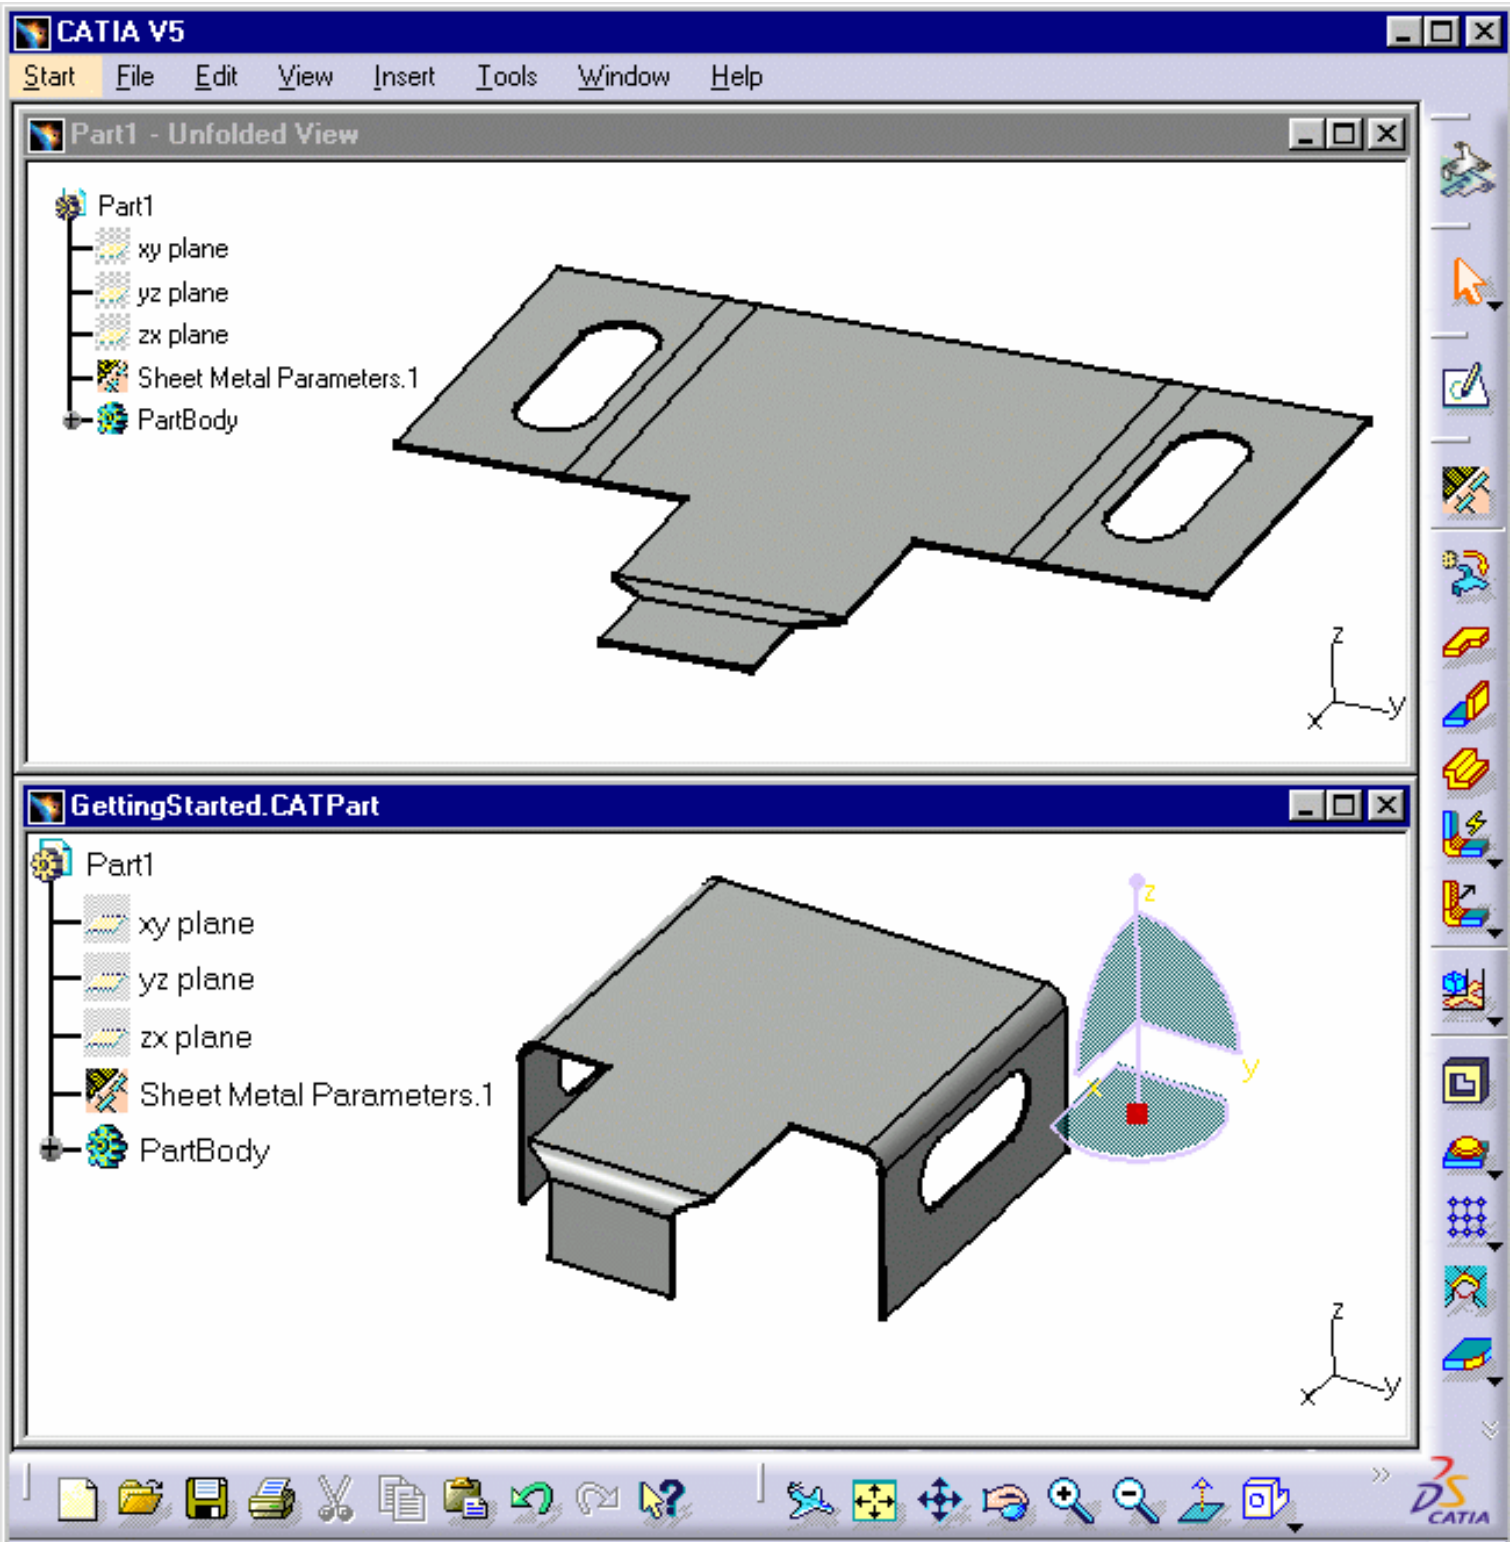 CATIA V5
Start File Edit View Insert Tools Window Help
Part1 - Unfolded View
Part1
xy plane
yz plane
zx plane
Sheet Metal Parameters.1
PartBody
z
y
x
GettingStarted.CATPart
Part1
xy plane
yz plane
zx plane
Sheet Metal Parameters.1
PartBody
z
y
x
z
y
x
CATIA